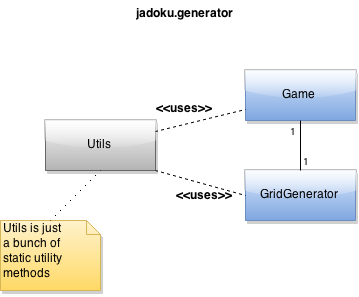 jadoku.generator
<<uses>>
Game
Utils
1
1
<<uses>>
GridGenerator
Utils is just
a bunch of
static utility
methods